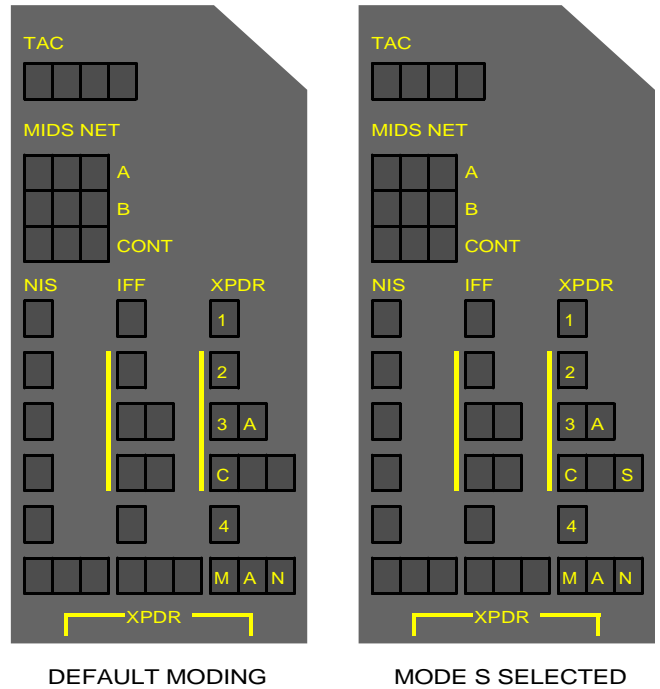 TAC
MIDS NET
A
B
CONT
NIS IFF XPDR
1
2
3 A
C
4
M A N
XPDR
DEFAULT MODING
TAC
MIDS NET
A
B
CONT
NIS IFF XPDR
1
2
3 A
C S
4
M A N
XPDR
MODE S SELECTED